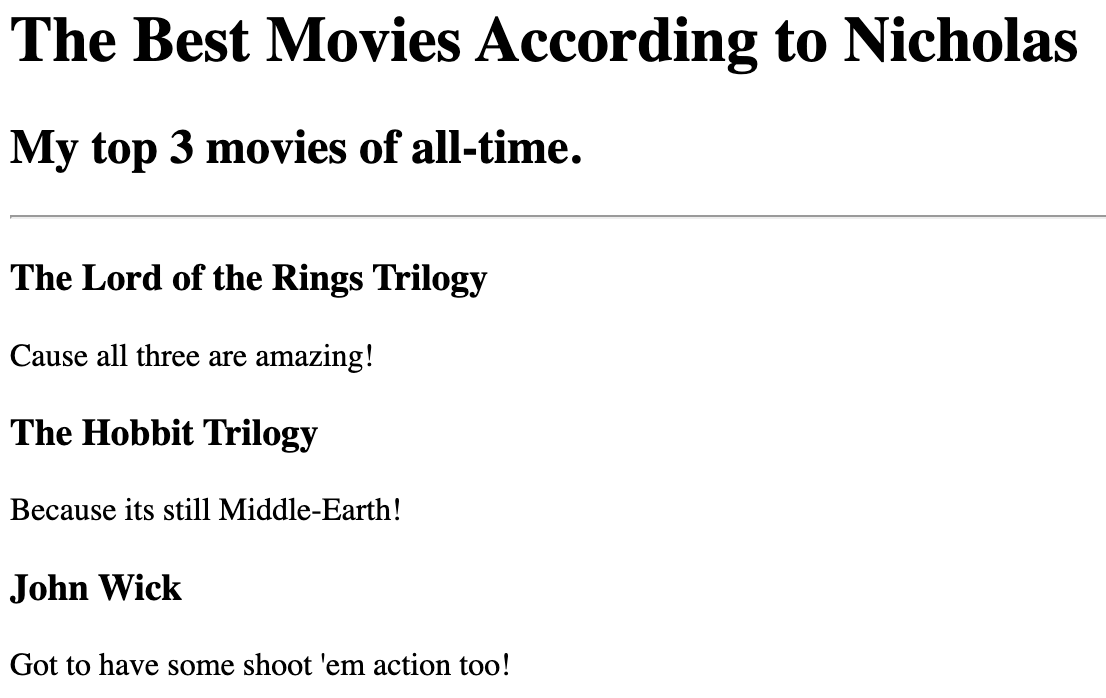 The Best Movies According to Nicholas
My top 3 movies of all-time.
The Lord of the Rings Trilogy
Cause all three are amazing!
The Hobbit Trilogy
Because its still Middle-Earth!
John Wick
Got to have some shoot 'em action too!